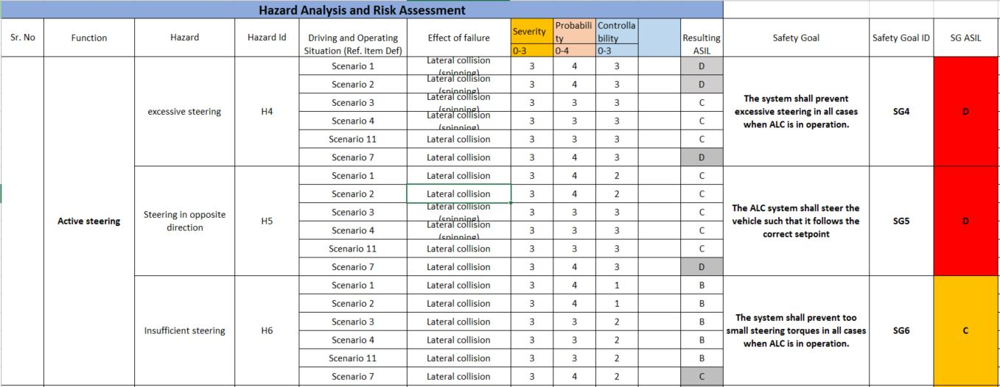 Hazard Analysis and Risk Assessment
Sr. No Function Hazard Hazard Id Driving and Operating Situation (Ref. Item Def) Effect of failure Severity Probability Controllability Resulting ASIL Safety Goal Safety Goal ID SG ASIL
0-3 0-4 0-3
Active steering
excessive steering H4
Scenario 1 Lateral collision (spinning) 3 4 3 D
Scenario 2 Lateral collision (spinning) 3 4 3 D
Scenario 3 Lateral collision (spinning) 3 3 3 C
Scenario 4 Lateral collision (spinning) 3 3 3 C
Scenario 11 Lateral collision 3 3 3 C
Scenario 7 Lateral collision 3 4 3 D
The system shall prevent
excessive steering in all cases
when ALC is in operation.
SG4 D
Steering in opposite
direction
H5
Scenario 1 Lateral collision 3 4 2 C
Scenario 2 Lateral collision 3 4 2 C
Scenario 3 Lateral collision (spinning) 3 3 3 C
Scenario 4 Lateral collision (spinning) 3 3 3 C
Scenario 11 Lateral collision 3 3 3 C
Scenario 7 Lateral collision 3 4 3 D
The ALC system shall steer the
vehicle such that it follows the
correct setpoint
SG5 D
Insufficient steering H6
Scenario 1 Lateral collision 3 4 1 B
Scenario 2 Lateral collision 3 4 1 B
Scenario 3 Lateral collision 3 3 2 B
Scenario 4 Lateral collision 3 3 2 B
Scenario 11 Lateral collision 3 3 2 B
Scenario 7 Lateral collision 3 4 2 C
The system shall prevent too
small steering torques in all cases
when ALC is in operation.
SG6 C